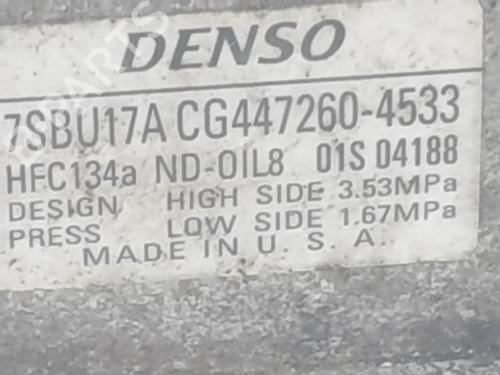 DENSO
7SBU17A CG447260-4533
HFC134a ND-OIL8 01S 04188
DESIGN HIGH SIDE 3.53MPa
PRESS LOW SIDE 1.67MPa
MADE IN U. S. A.